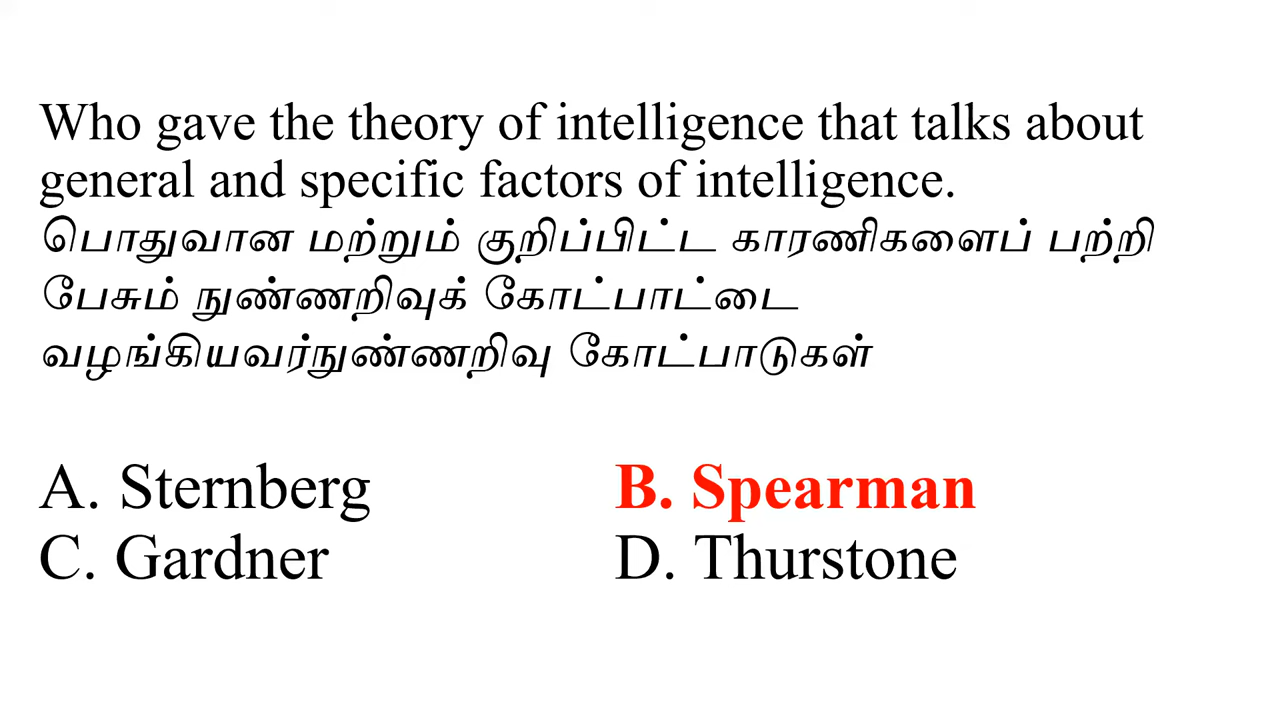 Who gave the theory of intelligence that talks about
general and specific factors of intelligence.
பொதுவான மற்றும் குறிப்பிட்ட காரணிகளைப் பற்றி
பேசும் நுண்ணறிவுக் கோட்பாட்டை
வழங்கியவர்நுண்ணறிவு கோட்பாடுகள்
A. Sternberg B. Spearman
C. Gardner D. Thurstone